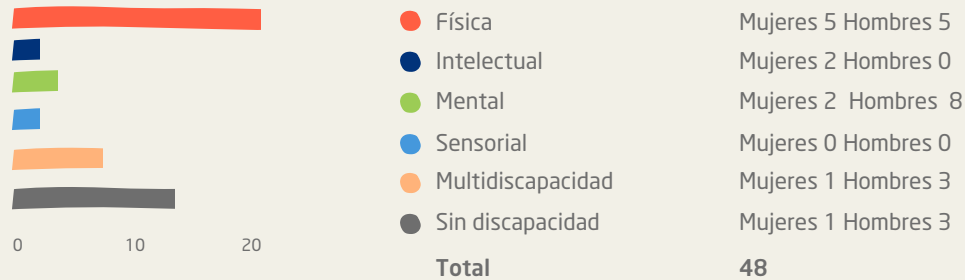 Física Mujeres 5 Hombres 5
Intelectual Mujeres 2 Hombres 0
Mental Mujeres 2 Hombres 8
Sensorial Mujeres 0 Hombres 0
Multidiscapacidad Mujeres 1 Hombres 3
Sin discapacidad Mujeres 1 Hombres 3
0 10 20
Total 48